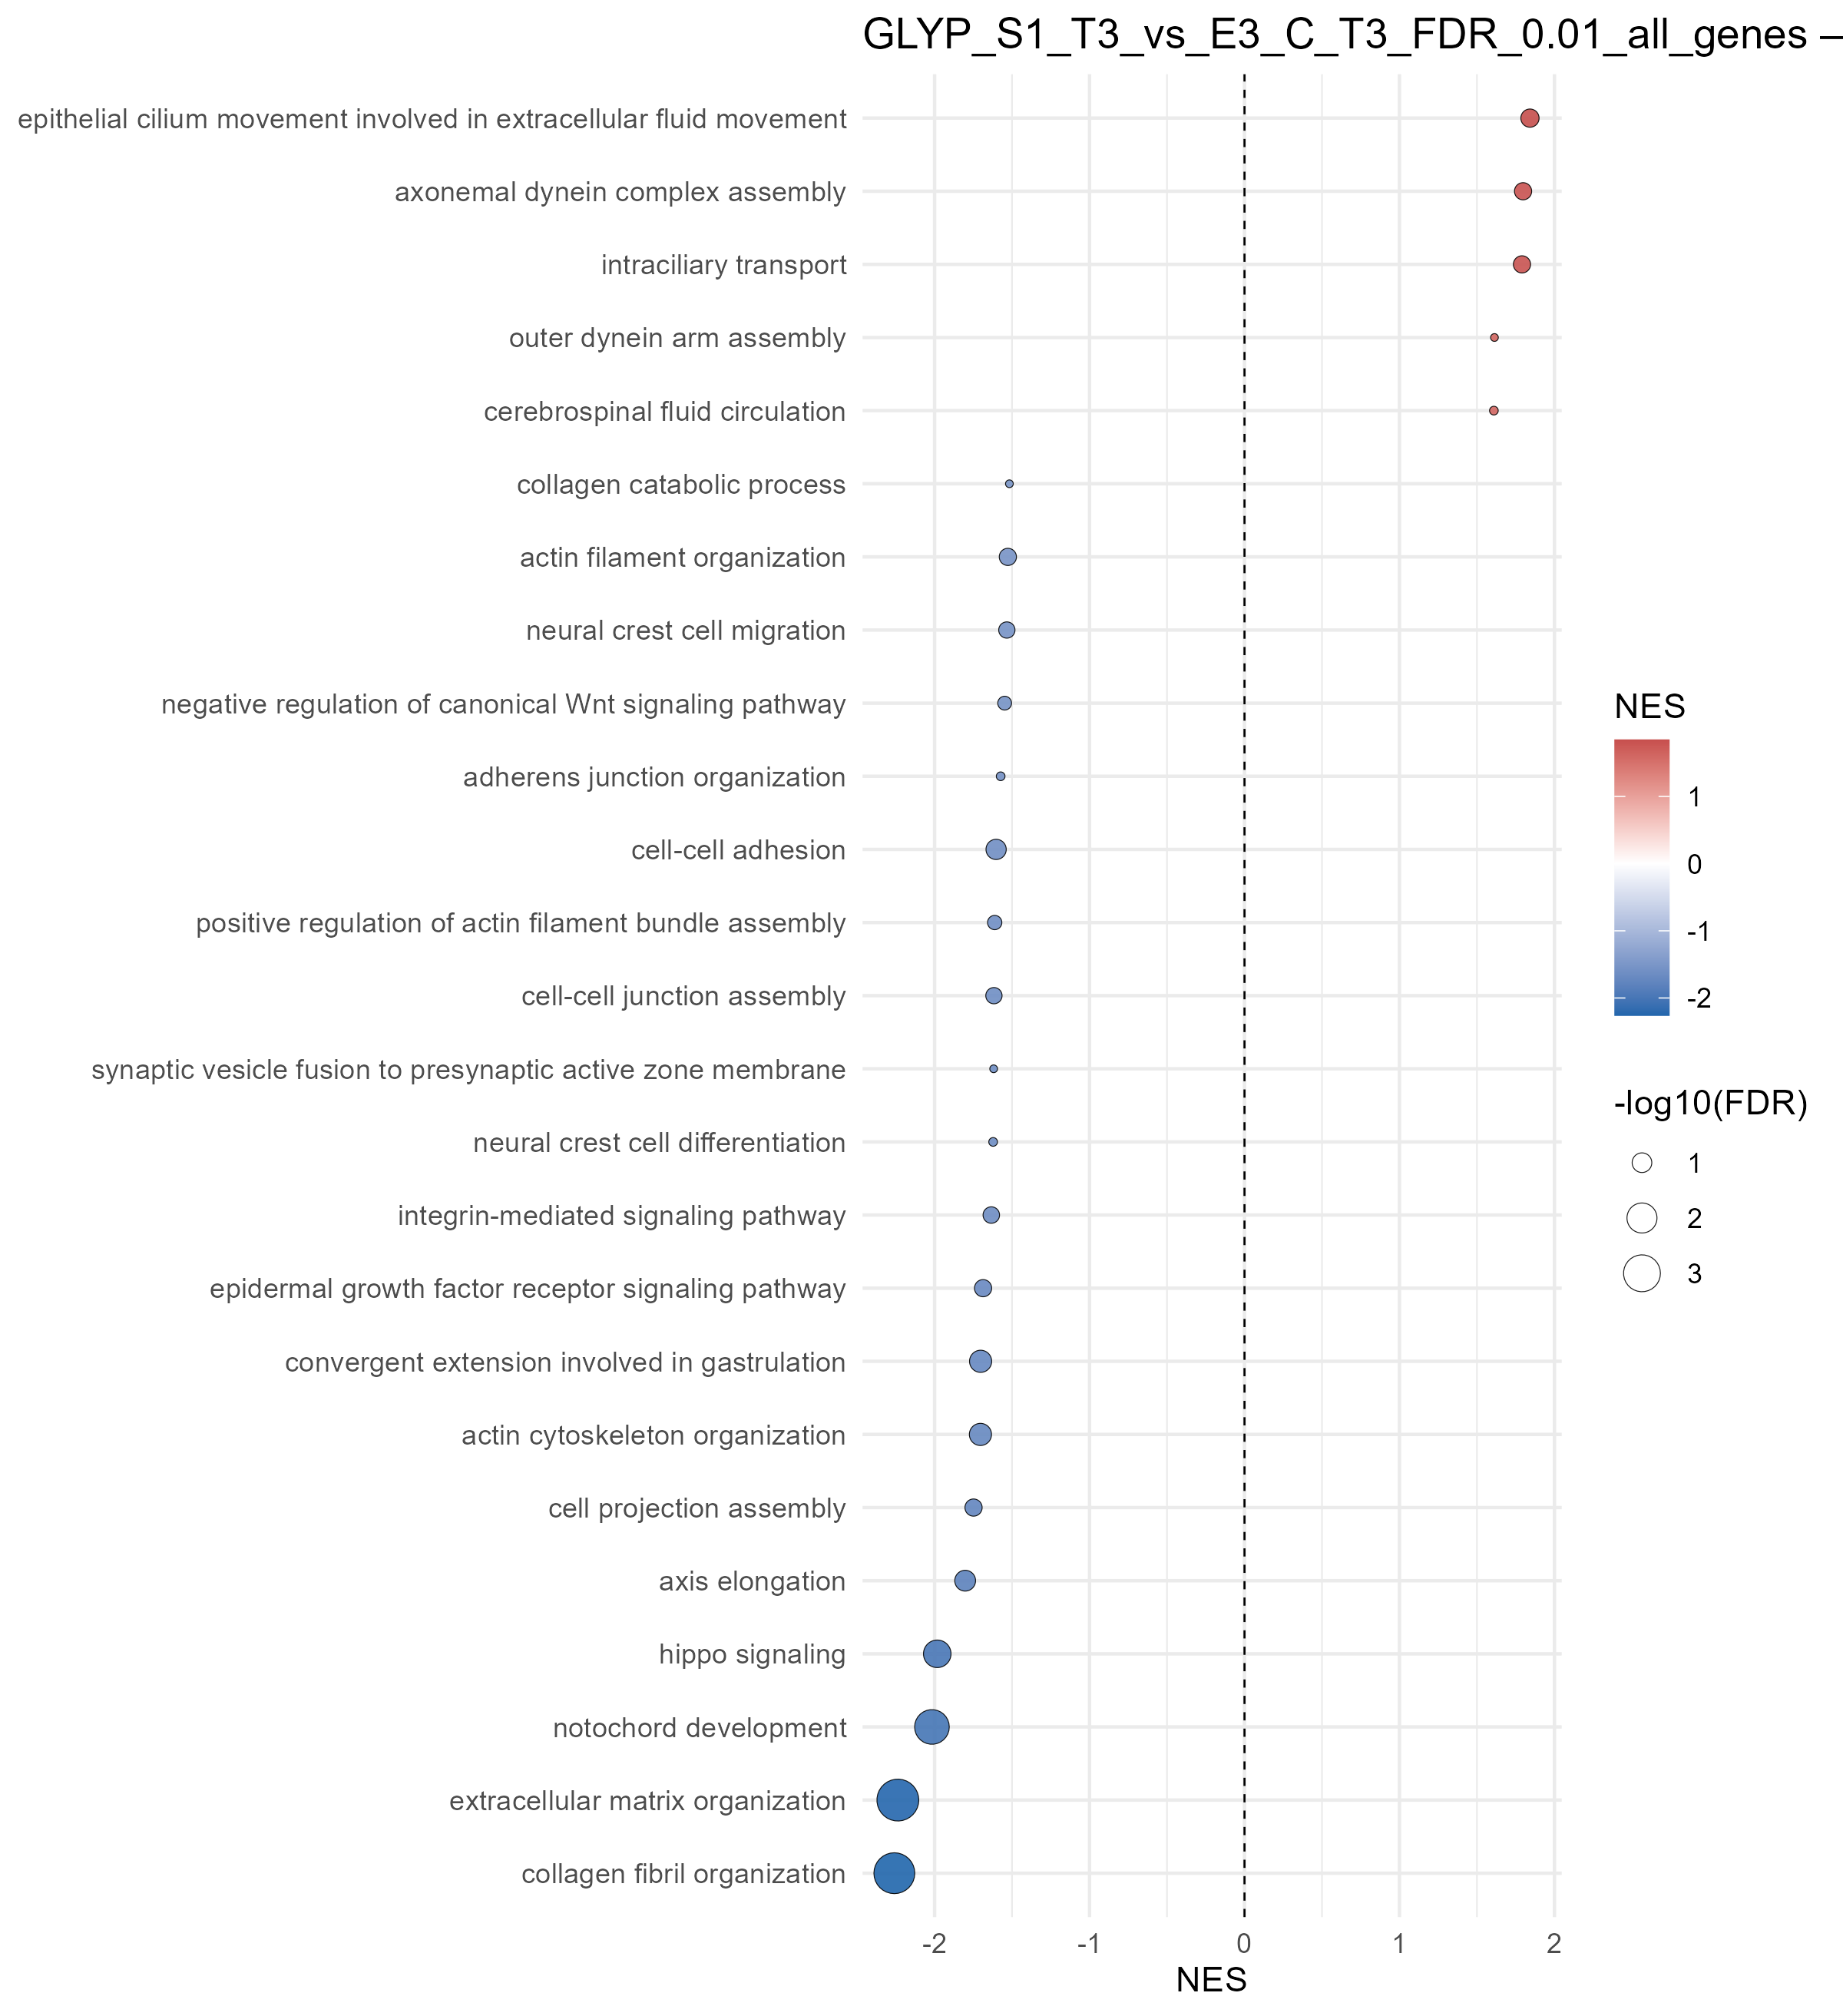 GLYP_S1_T3_vs_E3_C_T3_FDR_0.01_all_genes —
epithelial cilium movement involved in extracellular fluid movement
axonemal dynein complex assembly
intraciliary transport
outer dynein arm assembly
cerebrospinal fluid circulation
collagen catabolic process
actin filament organization
neural crest cell migration
negative regulation of canonical Wnt signaling pathway
adherens junction organization
cell-cell adhesion
positive regulation of actin filament bundle assembly
cell-cell junction assembly
synaptic vesicle fusion to presynaptic active zone membrane
neural crest cell differentiation
integrin-mediated signaling pathway
epidermal growth factor receptor signaling pathway
convergent extension involved in gastrulation
actin cytoskeleton organization
cell projection assembly
axis elongation
hippo signaling
notochord development
extracellular matrix organization
collagen fibril organization
-2 -1 0 1 2
NES
NES
1
0
-1
-2
-log10(FDR)
1
2
3